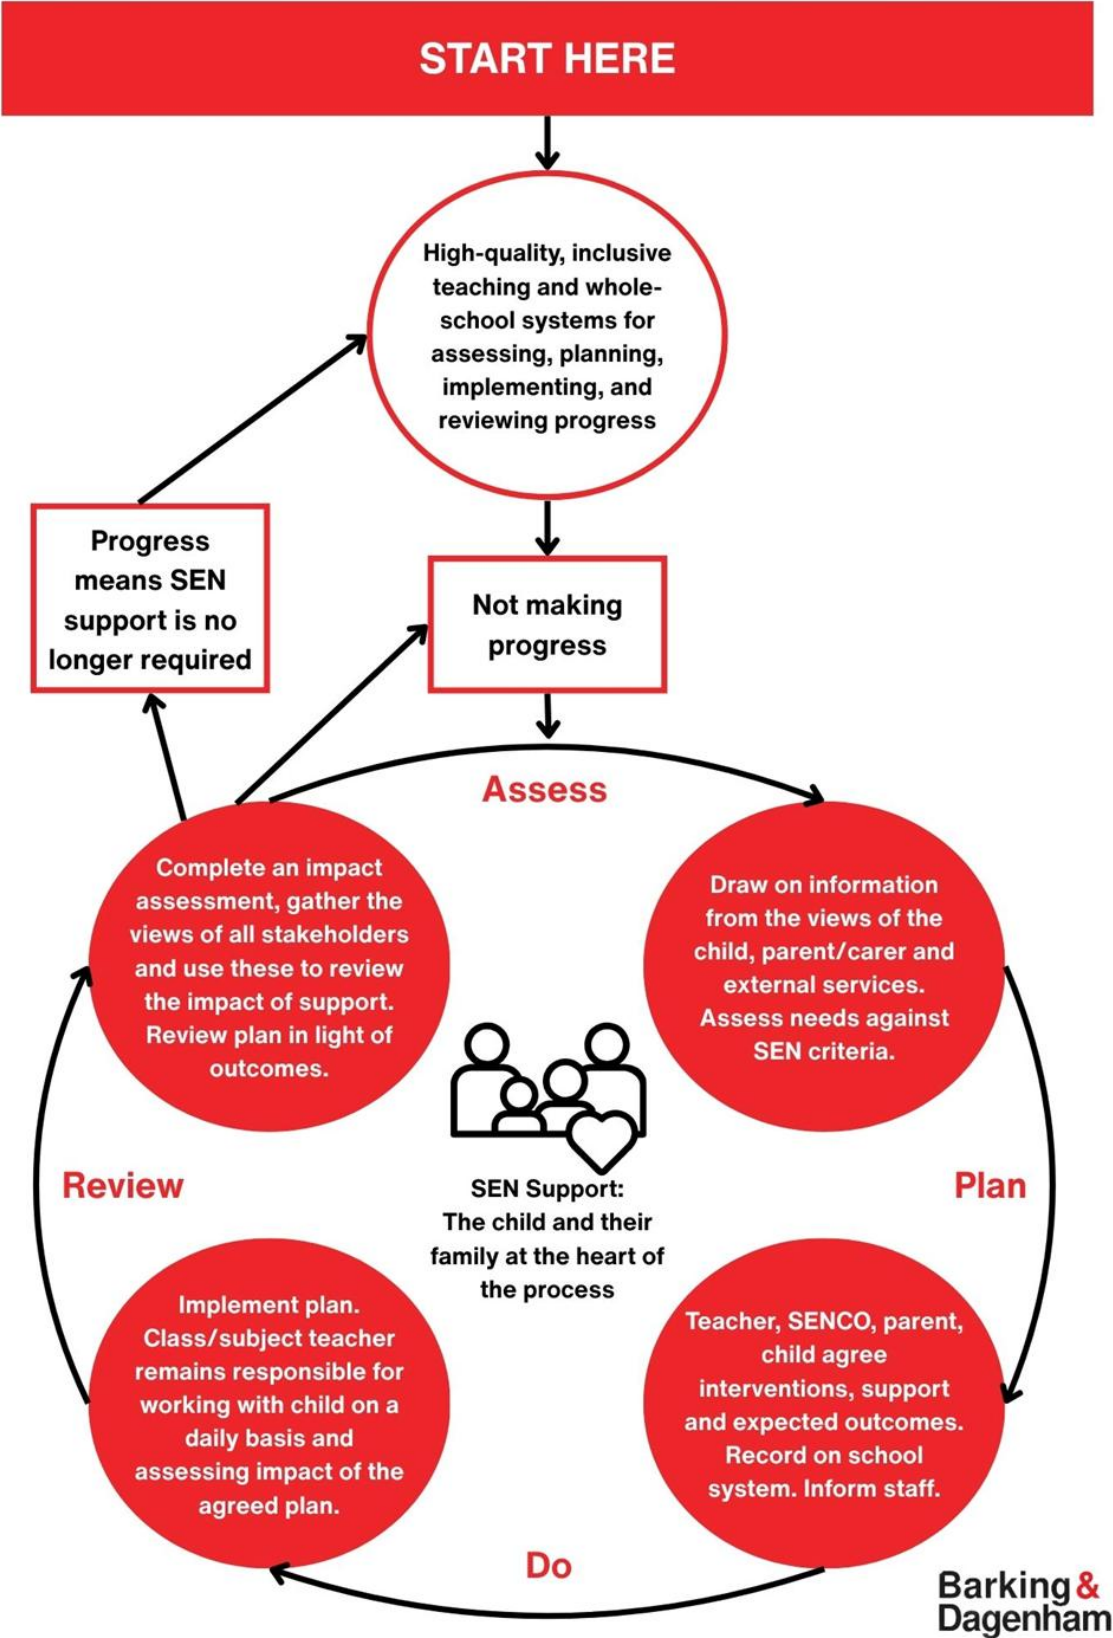 START HERE
High-quality, inclusive
teaching and whole-
school systems for
assessing, planning,
implementing, and
reviewing progress
Progress
means SEN
support is no
longer required
Not making
progress
Assess
Complete an impact
assessment, gather the
views of all stakeholders
and use these to review
the impact of support.
Review plan in light of
outcomes.
Draw on information
from the views of the
child, parent/carer and
external services.
Assess needs against
SEN criteria.
Review
SEN Support:
The child and their
family at the heart of
the process
Plan
Implement plan.
Class/subject teacher
remains responsible for
working with child on a
daily basis and
assessing impact of the
agreed plan.
Teacher, SENCO, parent,
child agree
interventions, support
and expected outcomes.
Record on school
system. Inform staff.
Do
Barking &
Dagenham